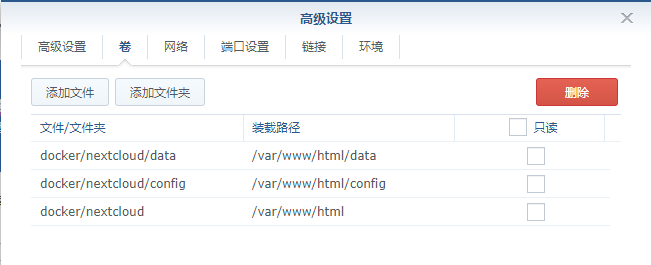 高级设置
高级设置 卷 网络 端口设置 链接 环境
添加文件 添加文件夹 删除
文件/文件夹 装载路径 只读
docker/nextcloud/data /var/www/html/data
docker/nextcloud/config /var/www/html/config
docker/nextcloud /var/www/html